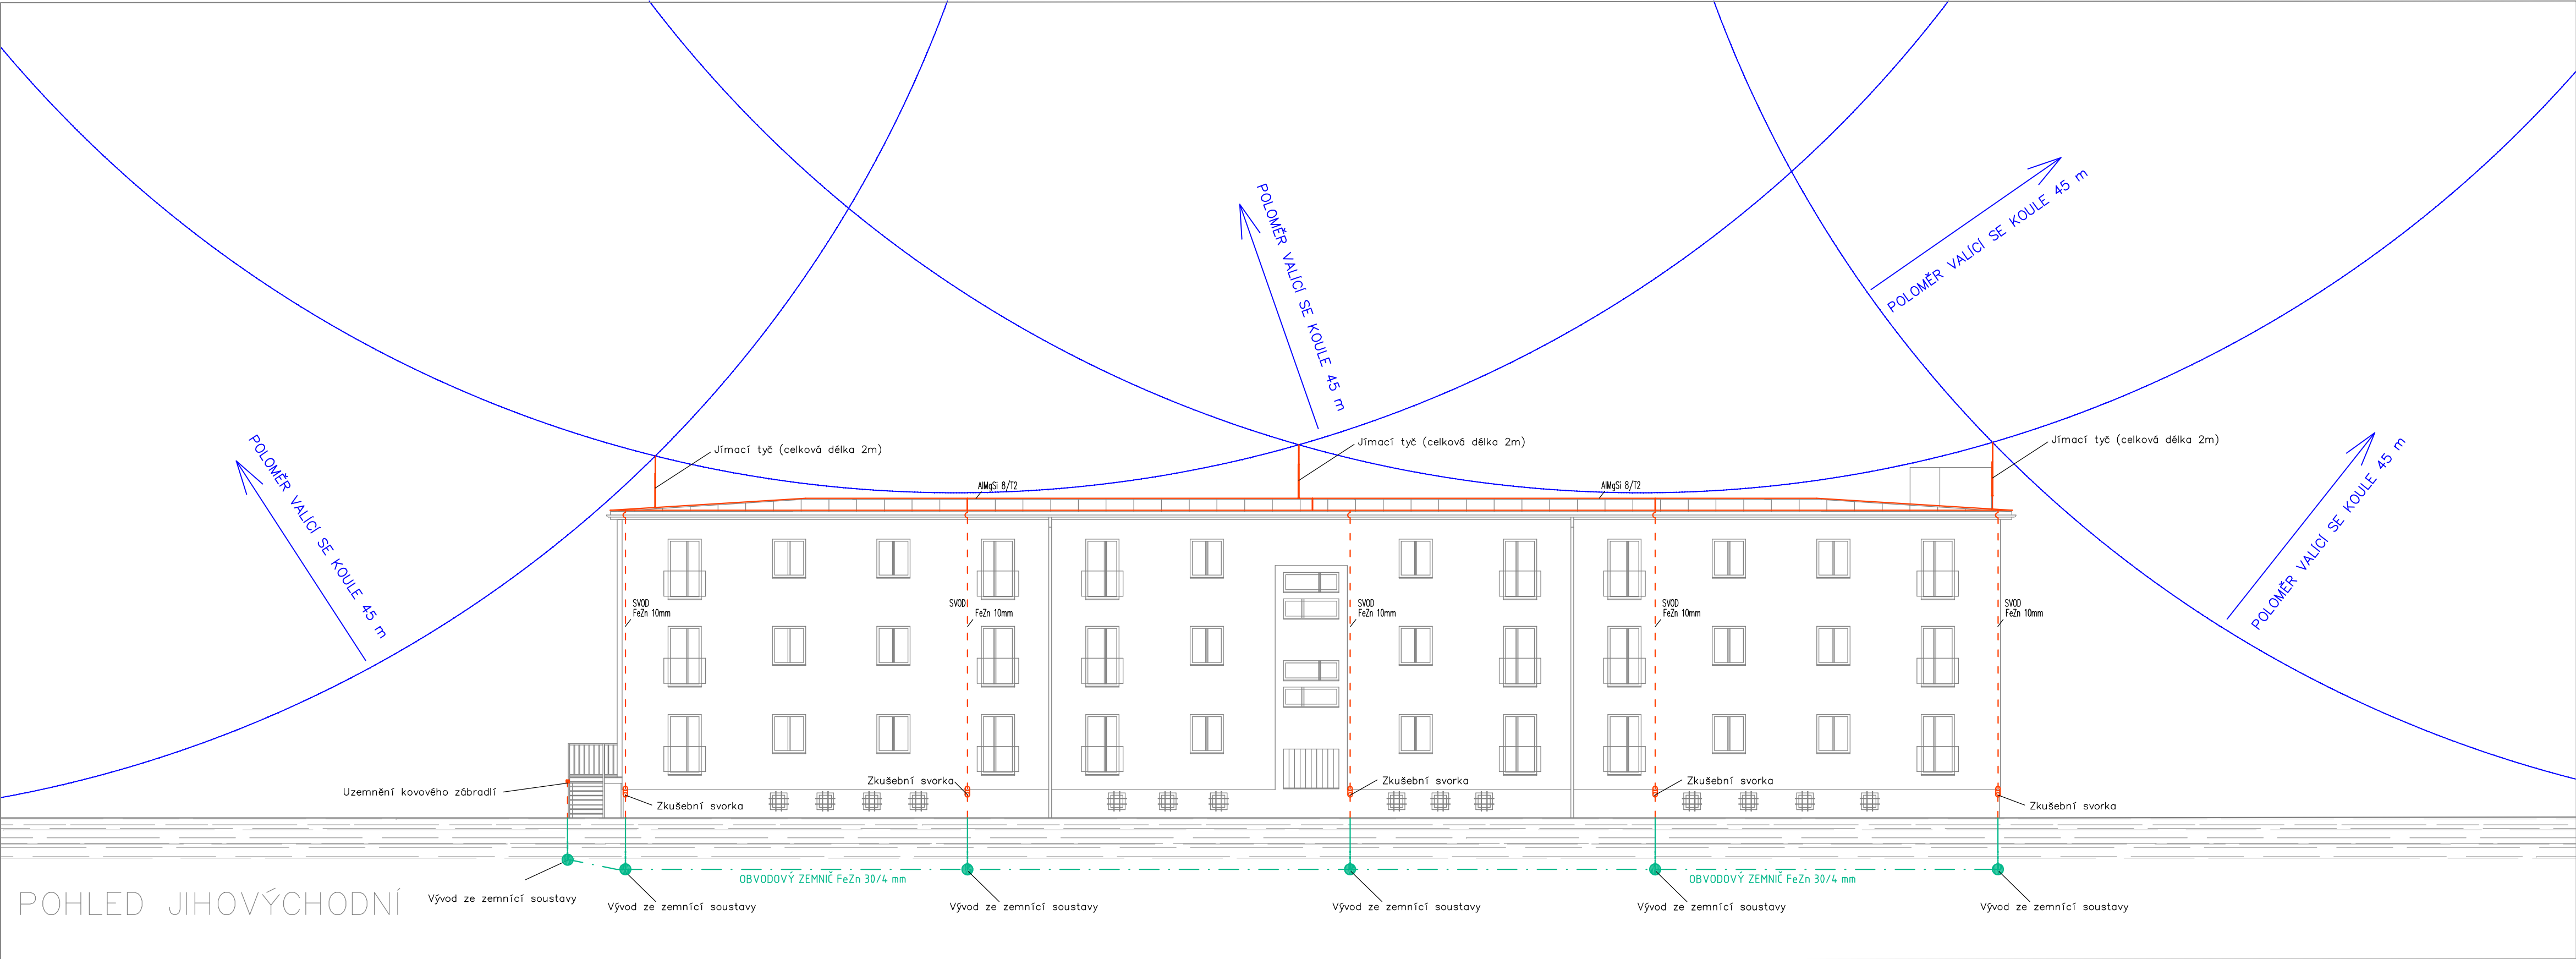 POLOMĚR VALÍCÍ SE KOULE 45 m
POLOMĚR VALÍCÍ SE KOULE 45 m
POLOMĚR VALÍCÍ SE KOULE 45 m
POLOMĚR VALÍCÍ SE KOULE 45 m
Jímací tyč (celková délka 2m)
Jímací tyč (celková délka 2m)
Jímací tyč (celková délka 2m)
AlMgSi 8/T2
AlMgSi 8/T2
SVOD
FeZn 10mm
SVOD
FeZn 10mm
SVOD
FeZn 10mm
SVOD
FeZn 10mm
SVOD
FeZn 10mm
Uzemnění kovového zábradlí
Zkušební svorka
Zkušební svorka
Zkušební svorka
Zkušební svorka
Zkušební svorka
OBVODOVÝ ZEMNIČ FeZn 30/4 mm
OBVODOVÝ ZEMNIČ FeZn 30/4 mm
Vývod ze zemnící soustavy
Vývod ze zemnící soustavy
Vývod ze zemnící soustavy
Vývod ze zemnící soustavy
Vývod ze zemnící soustavy
Vývod ze zemnící soustavy
POHLED JIHOVÝCHODNÍ